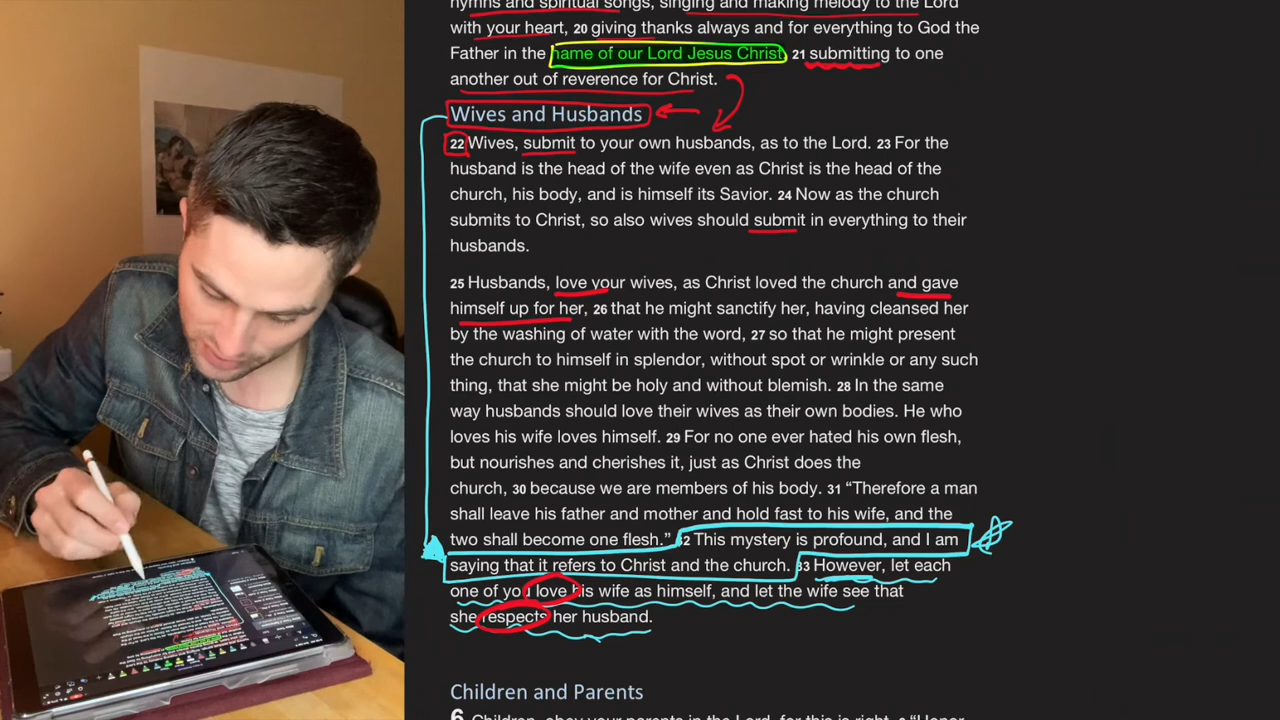 hymns and spiritual songs, singing and making melody to the Lord
with your heart, 20 giving thanks always and for everything to God the
Father in the name of our Lord Jesus Christ, 21 submitting to one
another out of reverence for Christ.
Wives and Husbands
22 Wives, submit to your own husbands, as to the Lord. 23 For the
husband is the head of the wife even as Christ is the head of the
church, his body, and is himself its Savior. 24 Now as the church
submits to Christ, so also wives should submit in everything to their
husbands.
25 Husbands, love your wives, as Christ loved the church and gave
himself up for her, 26 that he might sanctify her, having cleansed her
by the washing of water with the word, 27 so that he might present
the church to himself in splendor, without spot or wrinkle or any such
thing, that she might be holy and without blemish. 28 In the same
way husbands should love their wives as their own bodies. He who
loves his wife loves himself. 29 For no one ever hated his own flesh,
but nourishes and cherishes it, just as Christ does the
church, 30 because we are members of his body. 31 “Therefore a man
shall leave his father and mother and hold fast to his wife, and the
two shall become one flesh.” 32 This mystery is profound, and I am
saying that it refers to Christ and the church. 33 However, let each
one of you love his wife as himself, and let the wife see that
she respects her husband.
Children and Parents
6 Children, obey your parents in the Lord, for this is right. 2 “Honor